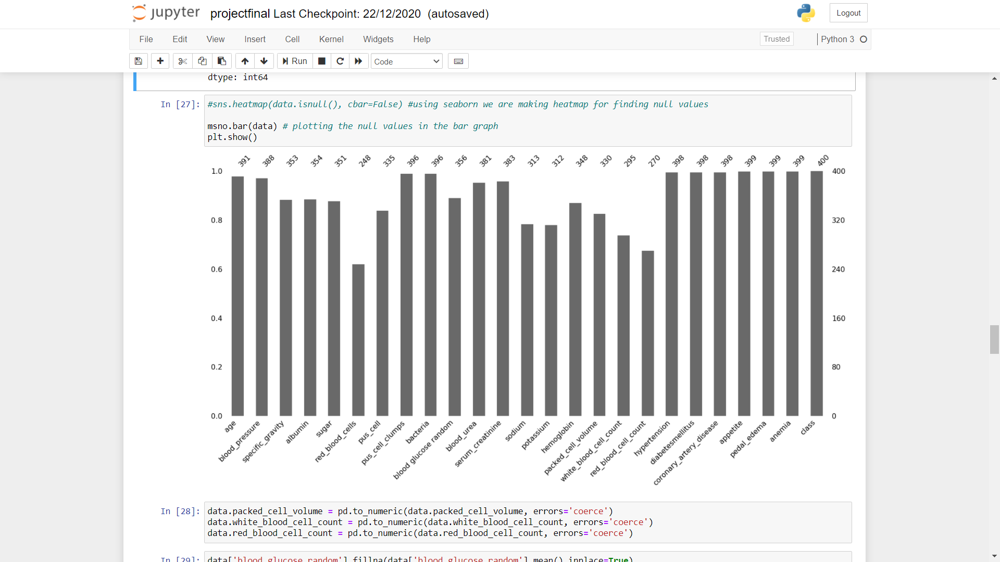 jupyter projectfinal Last Checkpoint: 22/12/2020 (autosaved) Logout
File Edit View Insert Cell Kernel Widgets Help Trusted Python 3
Run Code
dtype: int64
In [27]: #sns.heatmap(data.isnull(), cbar=False) #using seaborn we are making heatmap for finding null values
msno.bar(data) # plotting the null values in the bar graph
plt.show()
391 388 353 354 351 248 335 396 396 356 381 383 313 312 348 330 295 270 398 398 398 399 399 399 400
1.0 400
0.8 320
0.6 240
0.4 160
0.2 80
0.0 0
age blood_pressure specific_gravity albumin sugar red_blood_cells pus_cell pus_cell_clumps bacteria blood glucose random blood_urea serum_creatinine sodium potassium hemoglobin packed_cell_volume white_blood_cell_count red_blood_cell_count hypertension diabetesmellitus coronary_artery_disease appetite pedal_edema anemia class
In [28]: data.packed_cell_volume = pd.to_numeric(data.packed_cell_volume, errors='coerce')
data.white_blood_cell_count = pd.to_numeric(data.white_blood_cell_count, errors='coerce')
data.red_blood_cell_count = pd.to_numeric(data.red_blood_cell_count, errors='coerce')
In [29]: data['blood glucose random'].fillna(data['blood glucose random'].mean(),inplace=True)